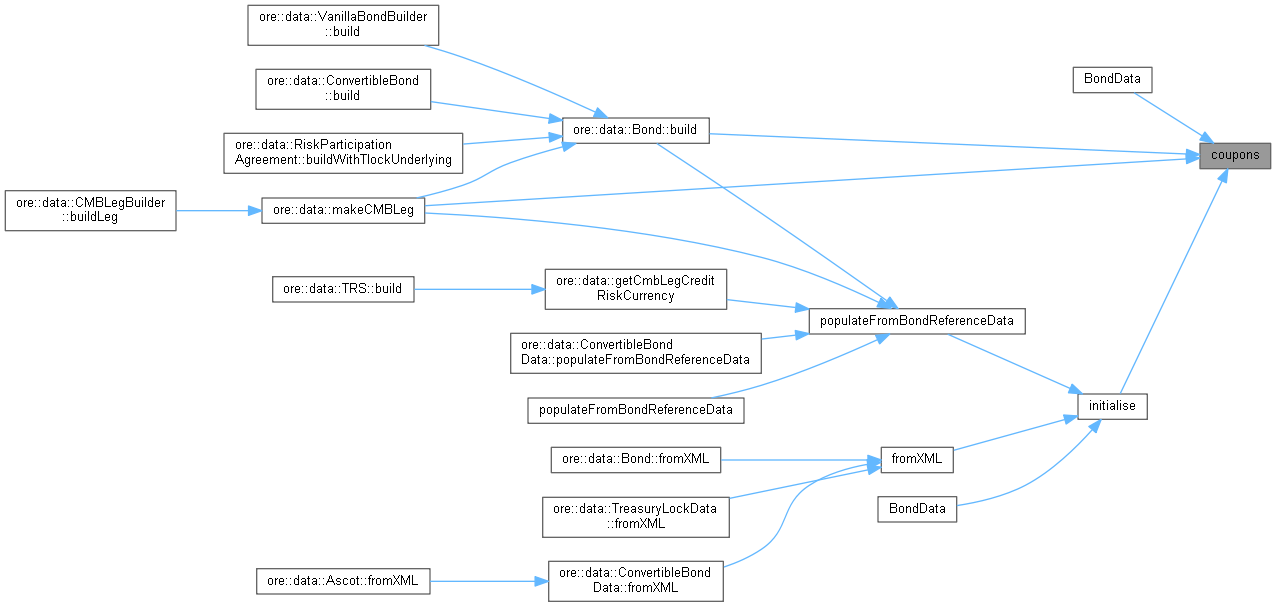 ore::data::VanillaBondBuilder
::build
ore::data::ConvertibleBond
::build
BondData
ore::data::Bond::build
ore::data::RiskParticipation
Agreement::buildWithTlockUnderlying
coupons
ore::data::CMBLegBuilder
::buildLeg
ore::data::makeCMBLeg
ore::data::TRS::build
ore::data::getCmbLegCredit
RiskCurrency
populateFromBondReferenceData
ore::data::ConvertibleBond
Data::populateFromBondReferenceData
populateFromBondReferenceData
initialise
ore::data::Bond::fromXML
fromXML
ore::data::TreasuryLockData
::fromXML
BondData
ore::data::Ascot::fromXML
ore::data::ConvertibleBond
Data::fromXML